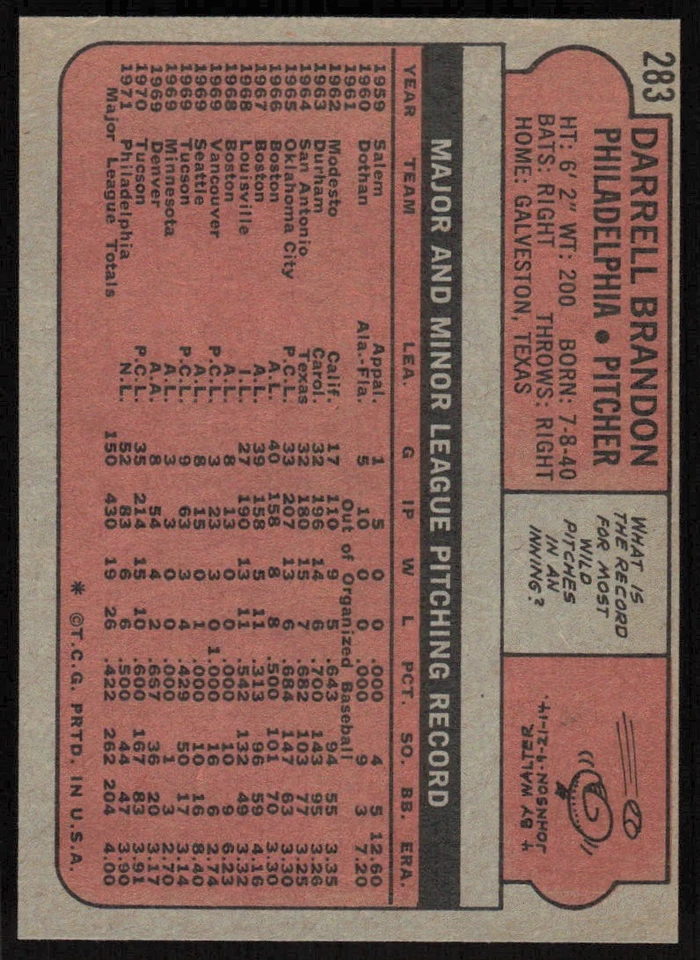 283
DARRELL BRANDON
PHILADELPHIA • PITCHER
HT: 6' 2" WT: 200 BORN: 7-8-40
BATS: RIGHT THROWS: RIGHT
HOME: GALVESTON, TEXAS
WHAT IS
THE RECORD
FOR MOST
WILD
PITCHES
IN AN
INNING?
4
BY WALTER
JOHNSON, 9-21-14.
MAJOR AND MINOR LEAGUE PITCHING RECORD
YEAR TEAM LEA. G IP W L PCT. SO. BB. ERA.
1959 Salem Appal. 1 5 0 0 .000 4 5 12.60
1960 Dothan Ala.-Fla. 5 10 0 0 .000 9 3 7.20
1961 Out of Organized Baseball
1962 Modesto Calif. 17 110 9 5 .643 94 55 3.35
1963 Durham Carol. 32 196 14 6 .700 143 95 3.26
1964 San Antonio Texas 32 180 15 7 .682 103 77 3.25
1965 Oklahoma City P.C.L. 33 207 13 6 .684 147 63 3.30
1966 Boston A.L. 40 158 8 8 .500 101 70 3.30
1967 Boston A.L. 39 158 5 11 .313 96 59 4.16
1968 Louisville I.L. 27 190 13 11 .542 132 49 3.32
1968 Boston A.L. 8 13 0 0 .000 10 9 6.23
1969 Vancouver P.C.L. 3 23 3 0 1.000 16 6 2.74
1969 Seattle A.L. 8 15 0 1 .000 10 16 8.40
1969 Tucson P.C.L. 9 63 3 4 .429 50 17 3.14
1969 Minnesota A.L. 3 3 0 0 .000 1 3 2.70
1969 Denver A.A. 8 54 4 2 .667 36 20 3.17
1970 Tucson P.C.L. 35 214 15 10 .600 167 83 3.91
1971 Philadelphia N.L. 52 83 6 6 .500 44 47 3.90
Major League Totals 150 430 19 26 .422 262 204 4.00
* ©T.C.G. PRTD. IN U.S.A.